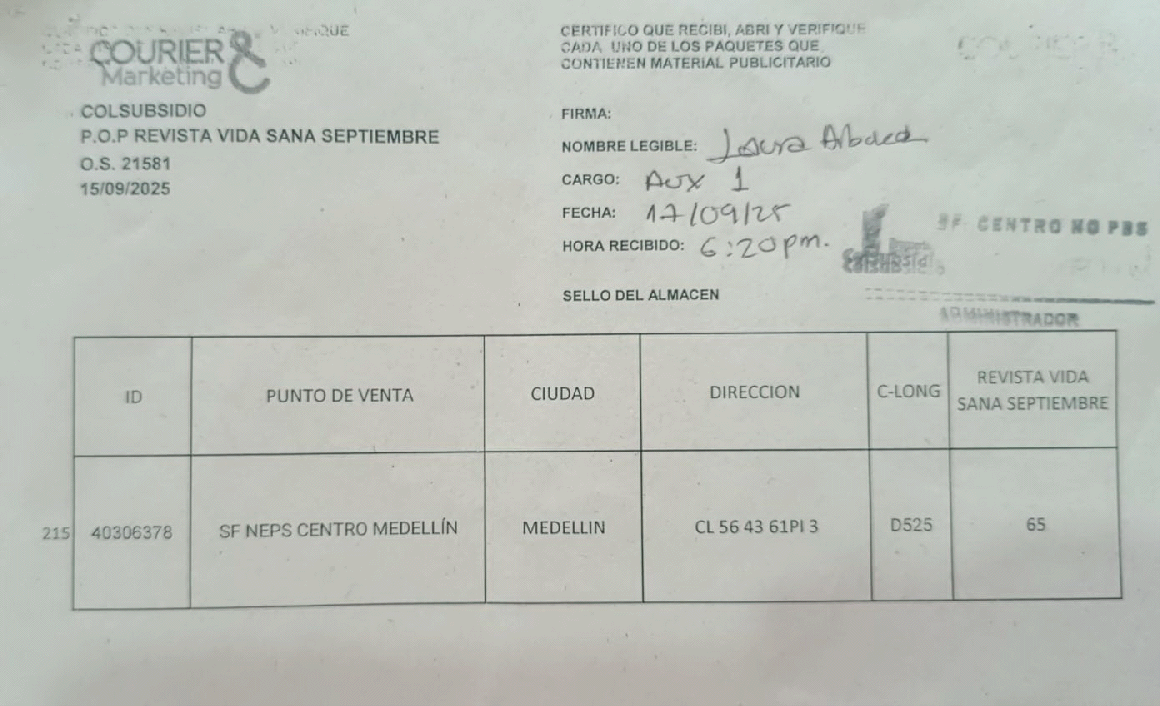 COURIER &
Marketing
COLSUBSIDIO
P.O.P REVISTA VIDA SANA SEPTIEMBRE
O.S. 21581
15/09/2025
CERTIFICO QUE RECIBI, ABRI Y VERIFIQUE
CADA UNO DE LOS PAQUETES QUE
CONTIENEN MATERIAL PUBLICITARIO
FIRMA:
NOMBRE LEGIBLE: Laura
CARGO: Aux 1
FECHA: 17/09/25
HORA RECIBIDO: 6:20pm.
SF CENTRO NO PBS
SELLO DEL ALMACEN
ADMINISTRADOR
ID PUNTO DE VENTA CIUDAD DIRECCION C-LONG REVISTA VIDA SANA SEPTIEMBRE
215 40306378 SF NEPS CENTRO MEDELLÍN MEDELLIN CL 56 43 61PI 3 D525 65